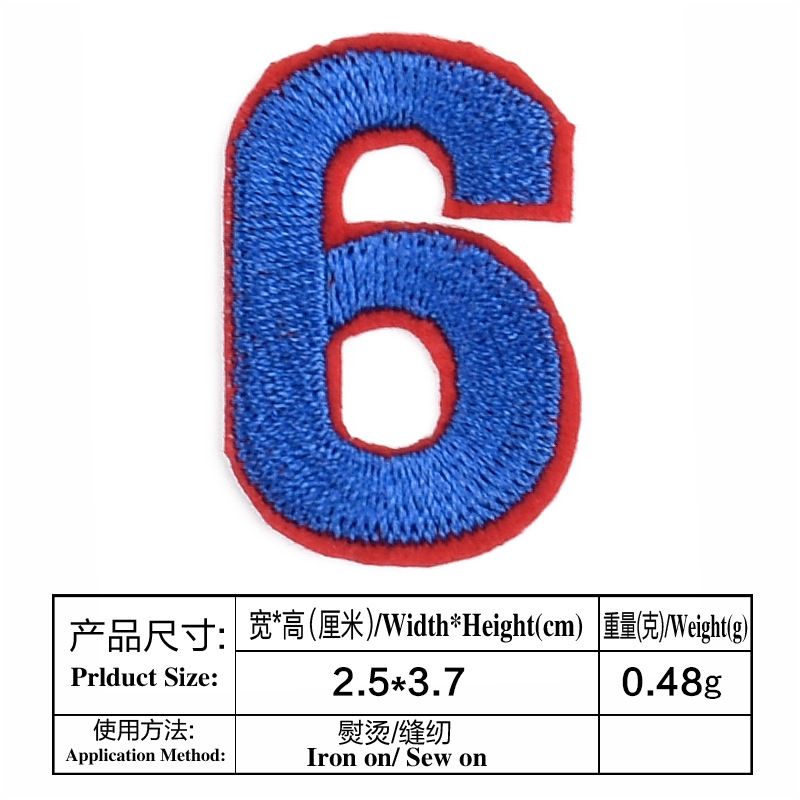 6
产品尺寸:
Prlduct Size:
宽*高(厘米)/Width*Height(cm)
重量(克)/Weight(g)
2.5*3.7
0.48g
使用方法:
Application Method:
熨烫/缝纫
Iron on/ Sew on